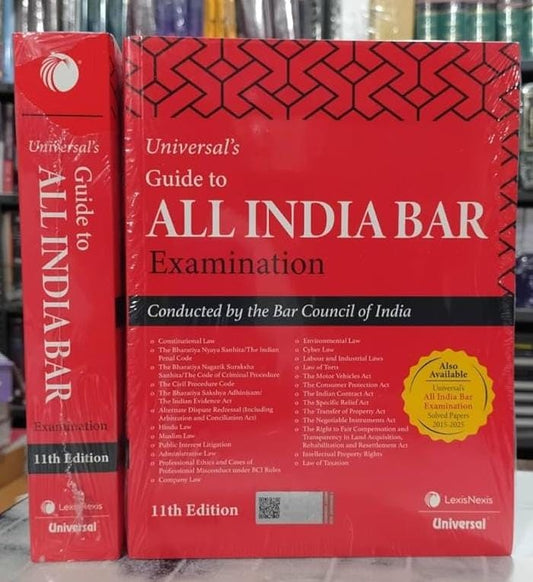 Universal's
Guide to
ALL INDIA BAR
Examination
11th Edition
LexisNexis
Universal
Universal's
Guide to
ALL INDIA BAR
Examination
Conducted by the Bar Council of India
Constitutional Law
The Bharatiya Nyaya Sanhita/The Indian
Penal Code
The Bharatiya Nagarik Suraksha
Sanhita/The Code of Criminal Procedure
The Civil Procedure Code
The Bharatiya Sakshya Adhiniyam/
The Indian Evidence Act
Alternate Dispute Redressal (Including
Arbitration and Conciliation Act)
Hindu Law
Muslim Law
Public Interest Litigation
Administrative Law
Professional Ethics and Cases of
Professional Misconduct under BCI Rules
Company Law
Environmental Law
Cyber Law
Labour and Industrial Laws
Law of Torts
The Motor Vehicles Act
The Consumer Protection Act
The Indian Contract Act
The Specific Relief Act
The Transfer of Property Act
The Negotiable Instruments Act
The Right to Fair Compensation and
Transparency in Land Acquisition,
Rehabilitation and Resettlement Act
Intellectual Property Rights
Law of Taxation
Also
Available
Universal's
All India Bar
Examination
Solved Papers
2015-2025
11th Edition
LexisNexis
Universal